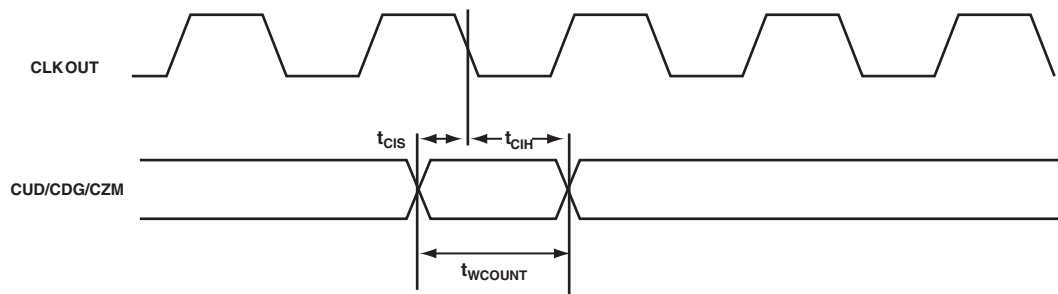 CLKOUT
tCIS
tCIH
CUD/CDG/CZM
tWCOUNT